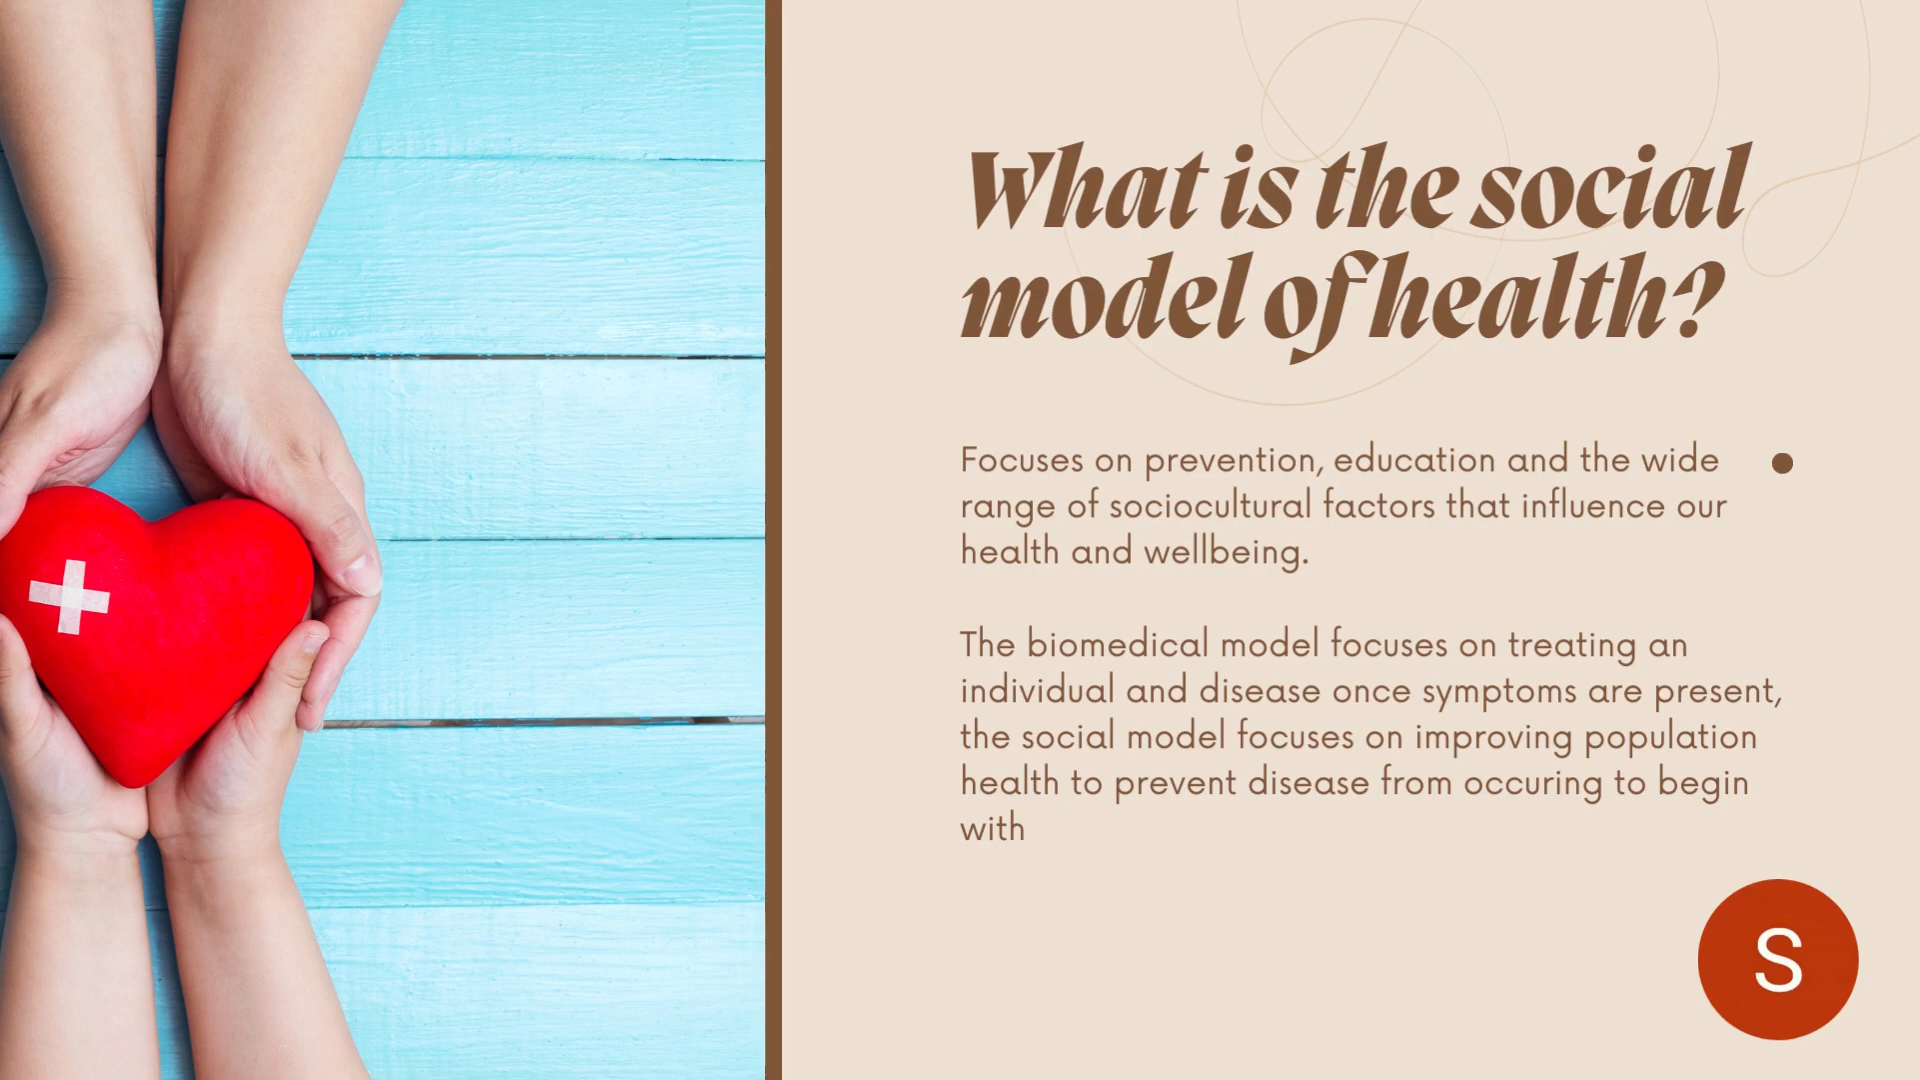 What is the social
model of health?
Focuses on prevention, education and the wide
range of sociocultural factors that influence our
health and wellbeing.
The biomedical model focuses on treating an
individual and disease once symptoms are present,
the social model focuses on improving population
health to prevent disease from occuring to begin
with
S